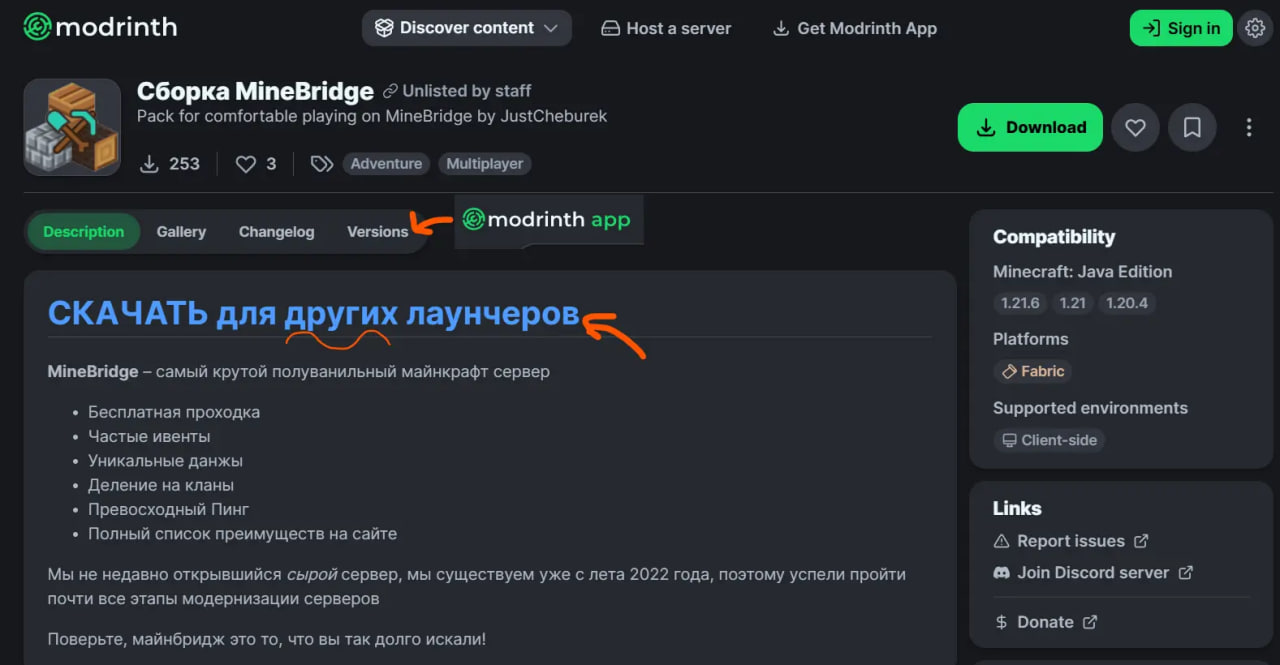 modrinth
Discover content
Host a server
Get Modrinth App
Sign in
Сборка MineBridge Unlisted by staff
Pack for comfortable playing on MineBridge by JustCheburek
253
3
Adventure
Multiplayer
Download
Description
Gallery
Changelog
Versions
modrinth app
СКАЧАТЬ для других лаунчеров
MineBridge – самый крутой полуванильный майнкрафт сервер
• Бесплатная проходка
• Частые ивенты
• Уникальные данжы
• Деление на кланы
• Превосходный Пинг
• Полный список преимуществ на сайте
Мы не недавно открывшийся сырой сервер, мы существуем уже с лета 2022 года, поэтому успели пройти
почти все этапы модернизации серверов
Поверьте, майнбридж это то, что вы так долго искали!
Compatibility
Minecraft: Java Edition
1.21.6 1.21 1.20.4
Platforms
Fabric
Supported environments
Client-side
Links
Report issues
Join Discord server
$ Donate